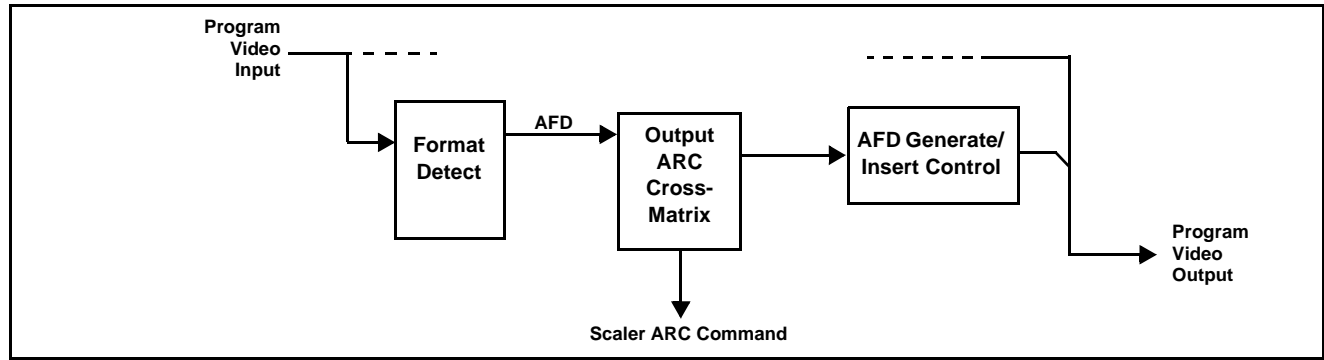 Program
Video
Input
Format
Detect
AFD
Output
ARC
Cross-
Matrix
AFD Generate/
Insert Control
Program
Video
Output
Scaler ARC Command